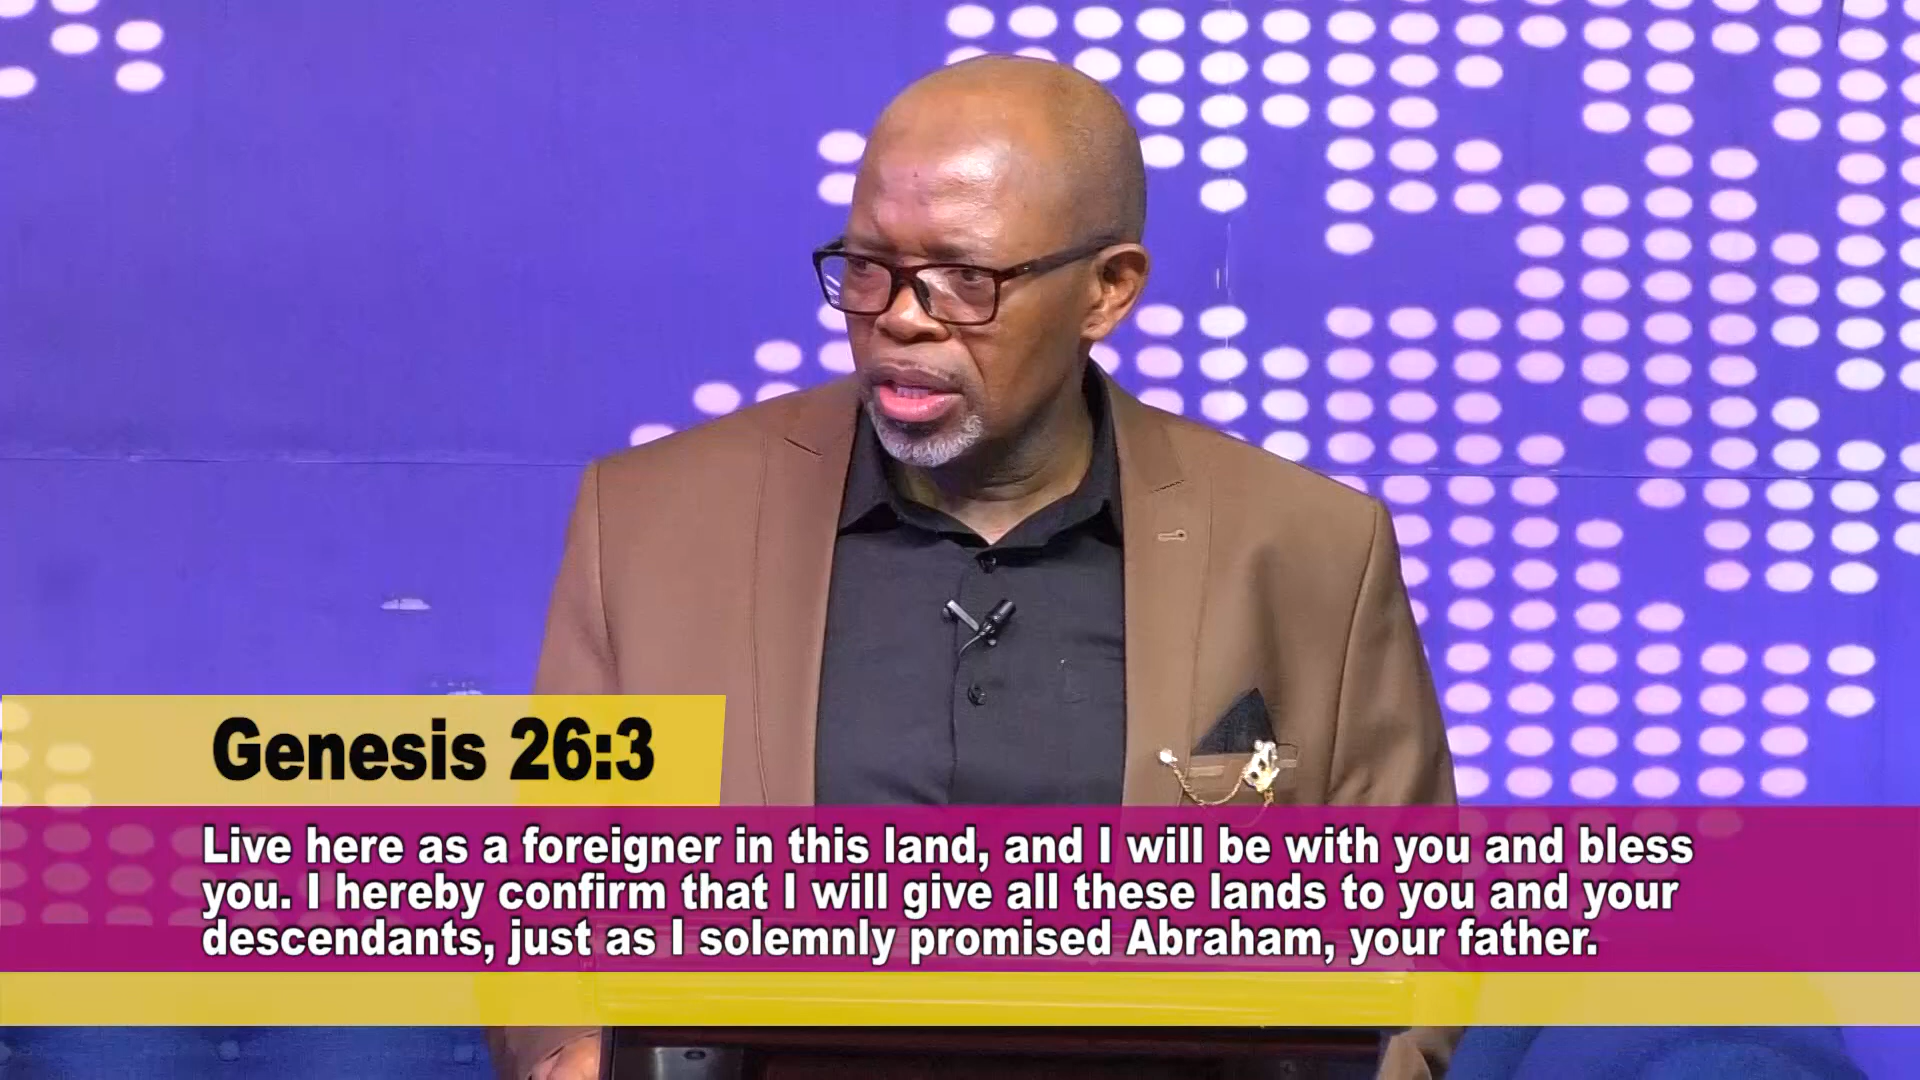 Genesis 26:3
Live here as a foreigner in this land, and I will be with you and bless
you. I hereby confirm that I will give all these lands to you and your
descendants, just as I solemnly promised Abraham, your father.